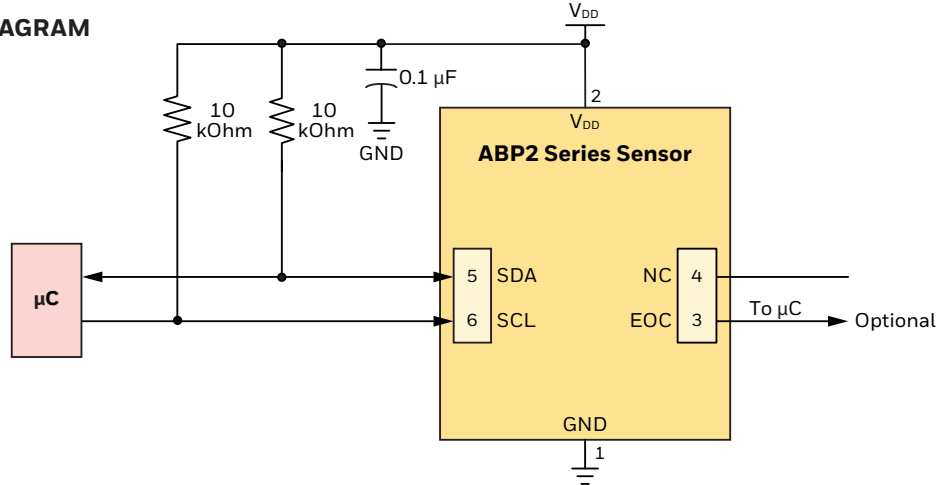 AGRAM
VDD
0.1 µF
2
10
kOhm
10
kOhm
VDD
GND
ABP2 Series Sensor
µC
5 SDA
NC 4
6 SCL
EOC 3
To µC
Optional
GND
1